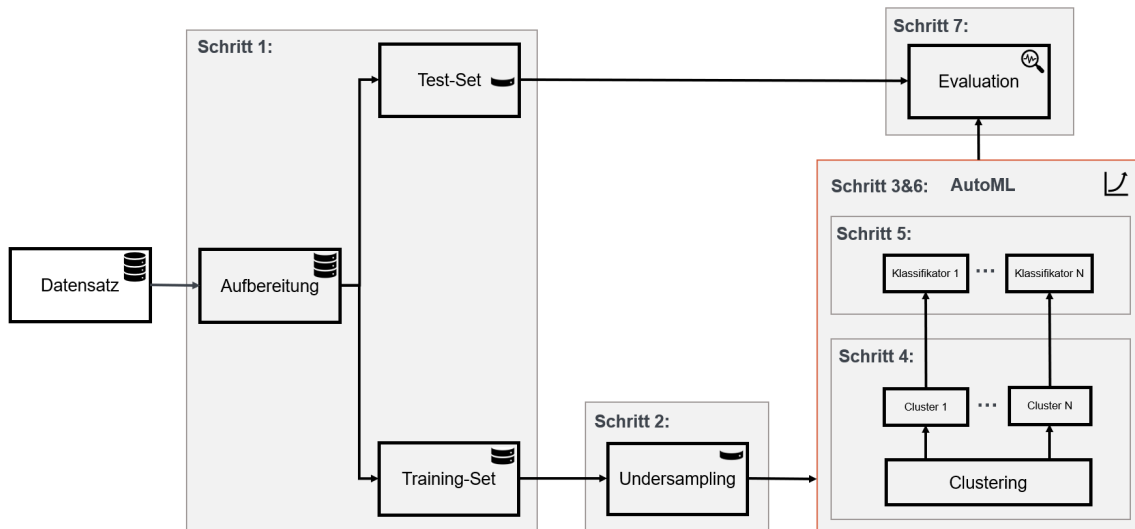 Schritt 1:
Test-Set
Schritt 7:
Evaluation
Schritt 3&6: AutoML
Schritt 5:
Klassifikator 1 ... Klassifikator N
Datensatz
Aufbereitung
Schritt 4:
Cluster 1 ... Cluster N
Clustering
Schritt 2:
Training-Set
Undersampling